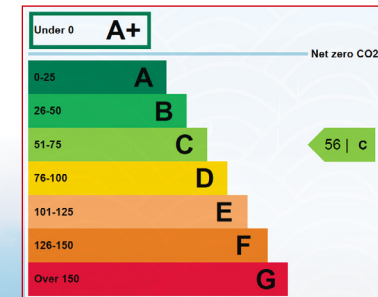 Under 0 A+
Net zero CO2
0-25 A
26-50 B
51-75 C
56 | C
76-100 D
101-125 E
126-150 F
Over 150 G